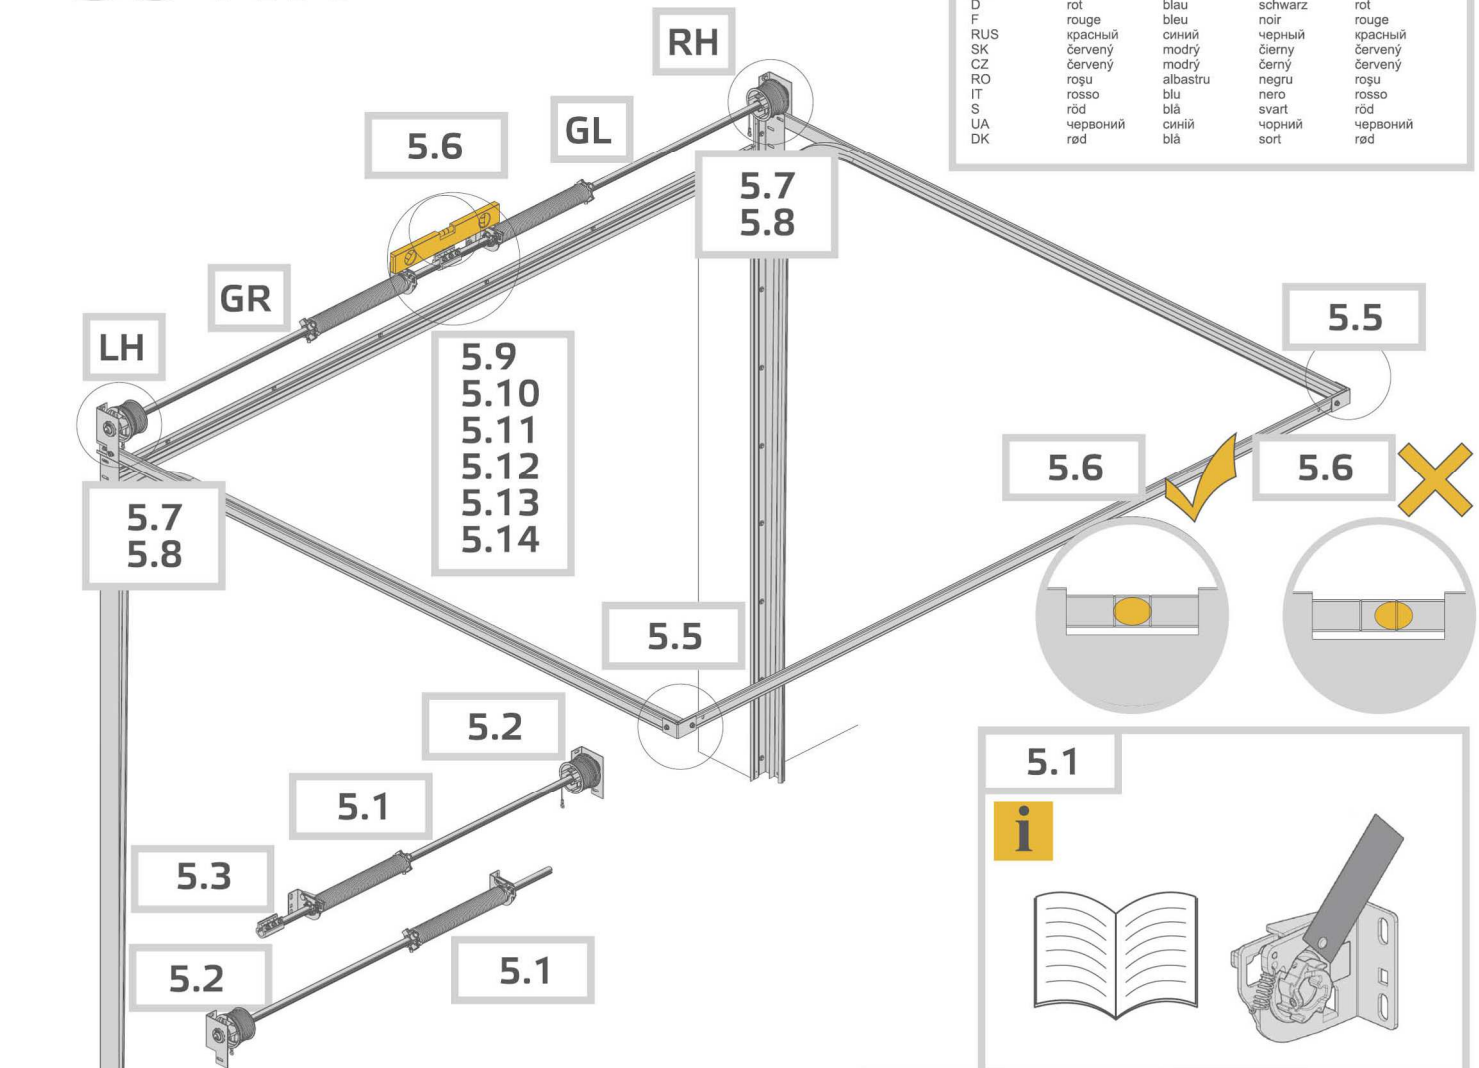 D rot blau schwarz rot
F rouge bleu noir rouge
RUS красный синий черный красный
SK červený modrý čierny červený
CZ červený modrý černý červený
RO roşu albastru negru roşu
IT rosso blu nero rosso
S röd blå svart röd
UA червоний синій чорний червоний
DK rød blå sort rød
RH
GL
5.6
5.7
5.8
GR
LH
5.5
5.9
5.10
5.11
5.12
5.13
5.14
5.6
5.6
5.7
5.8
5.5
5.2
5.1
5.3
5.2
5.1
5.1
i